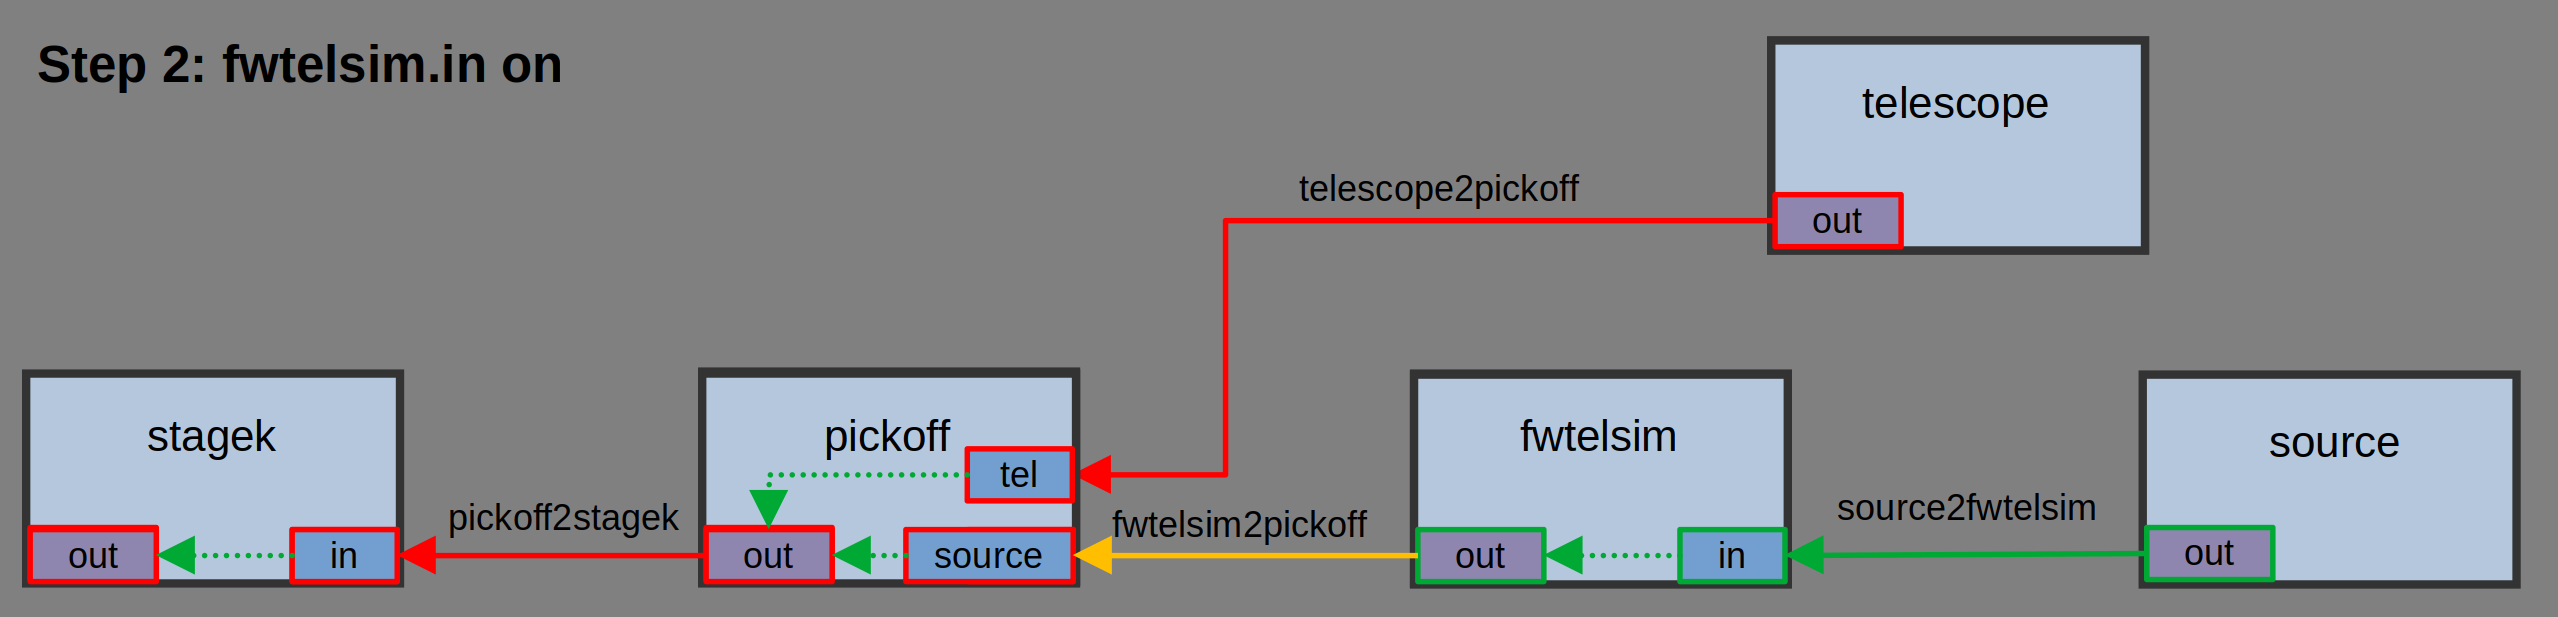 Step 2: fwtelsim.in on
telescope
telescope2pickoff
out
stagek
pickoff
fwtelsim
source
tel
pickoff2stagek
fwtelsim2pickoff
source2fwtelsim
out
in
out
source
out
in
out